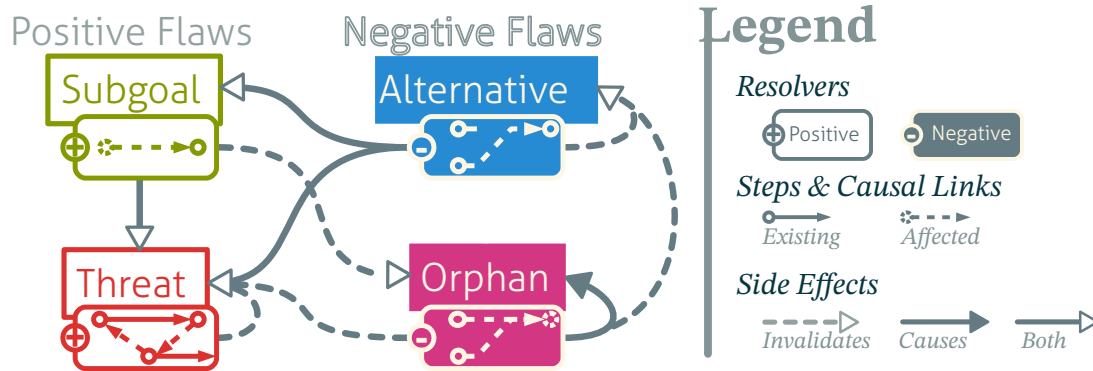 Positive Flaws
Negative Flaws
Subgoal
Alternative
Threat
Orphan
Legend
Resolvers
Positive
Negative
Steps & Causal Links
Existing
Affected
Side Effects
Invalidates
Causes
Both